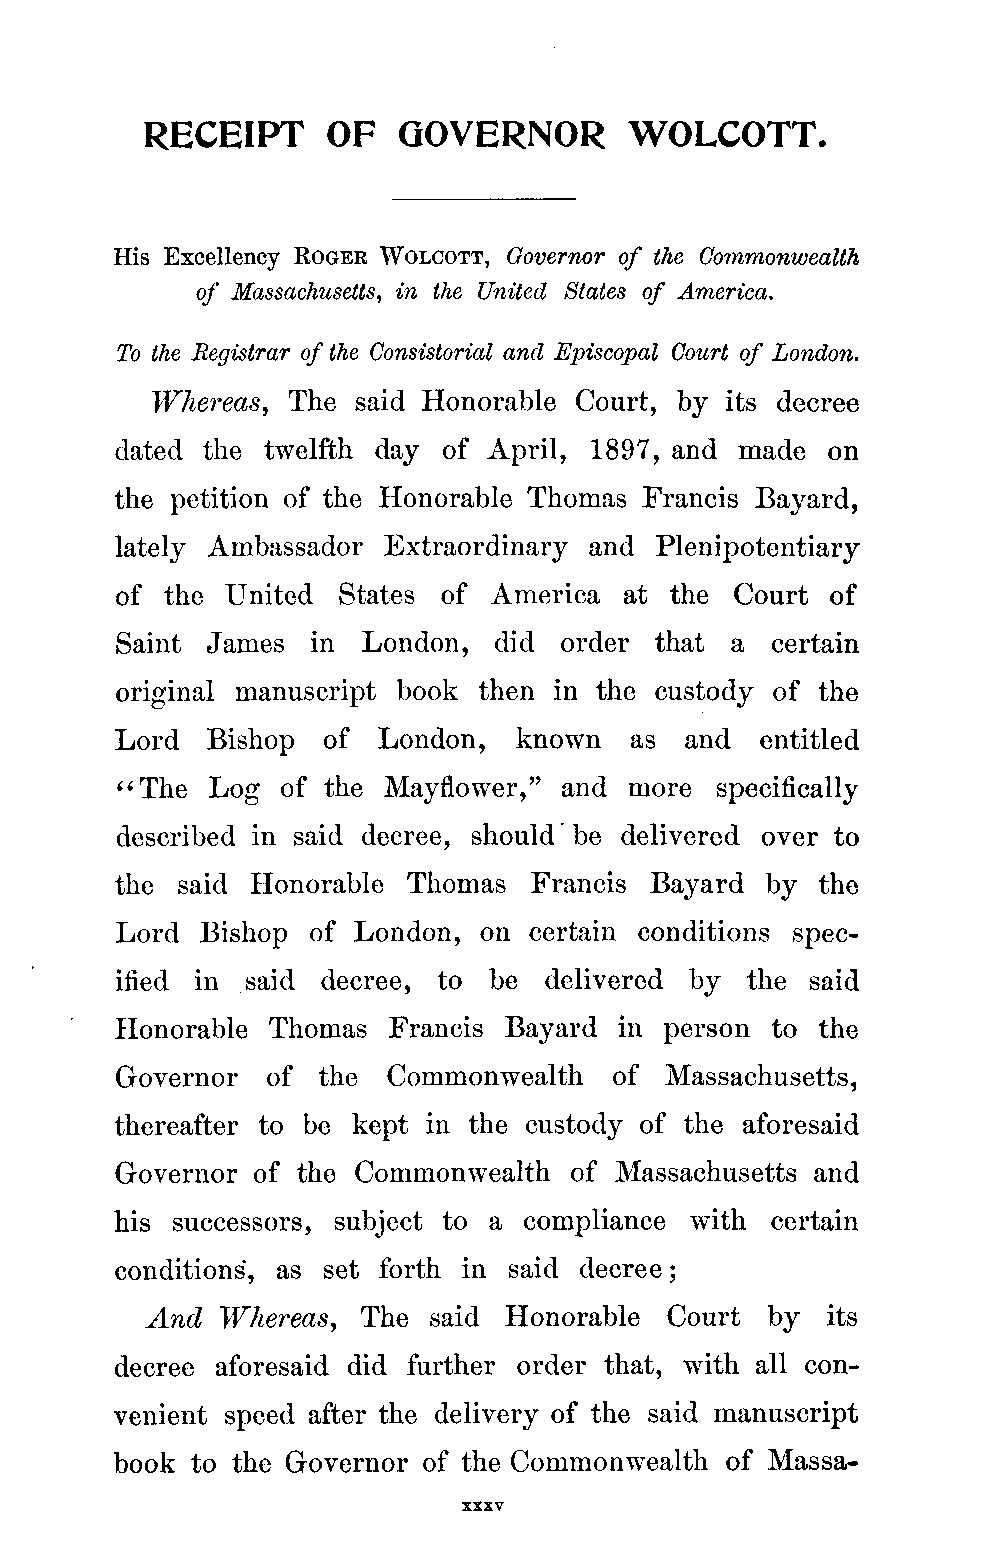 RECEIPT OF GOVERNOR WOLCOTT.
His Excellency ROGER WOLCOTT, Governor of the Commonwealth
of Massachusetts, in the United States of America.
To the Registrar of the Consistorial and Episcopal Court of London.
Whereas, The said Honorable Court, by its decree
dated the twelfth day of April, 1897, and made on
the petition of the Honorable Thomas Francis Bayard,
lately Ambassador Extraordinary and Plenipotentiary
of the United States of America at the Court of
Saint James in London, did order that a certain
original manuscript book then in the custody of the
Lord Bishop of London, known as and entitled
“The Log of the Mayflower,” and more specifically
described in said decree, should be delivered over to
the said Honorable Thomas Francis Bayard by the
Lord Bishop of London, on certain conditions spec-
ified in said decree, to be delivered by the said
Honorable Thomas Francis Bayard in person to the
Governor of the Commonwealth of Massachusetts,
thereafter to be kept in the custody of the aforesaid
Governor of the Commonwealth of Massachusetts and
his successors, subject to a compliance with certain
conditions, as set forth in said decree;
And Whereas, The said Honorable Court by its
decree aforesaid did further order that, with all con-
venient speed after the delivery of the said manuscript
book to the Governor of the Commonwealth of Massa-
xxxv